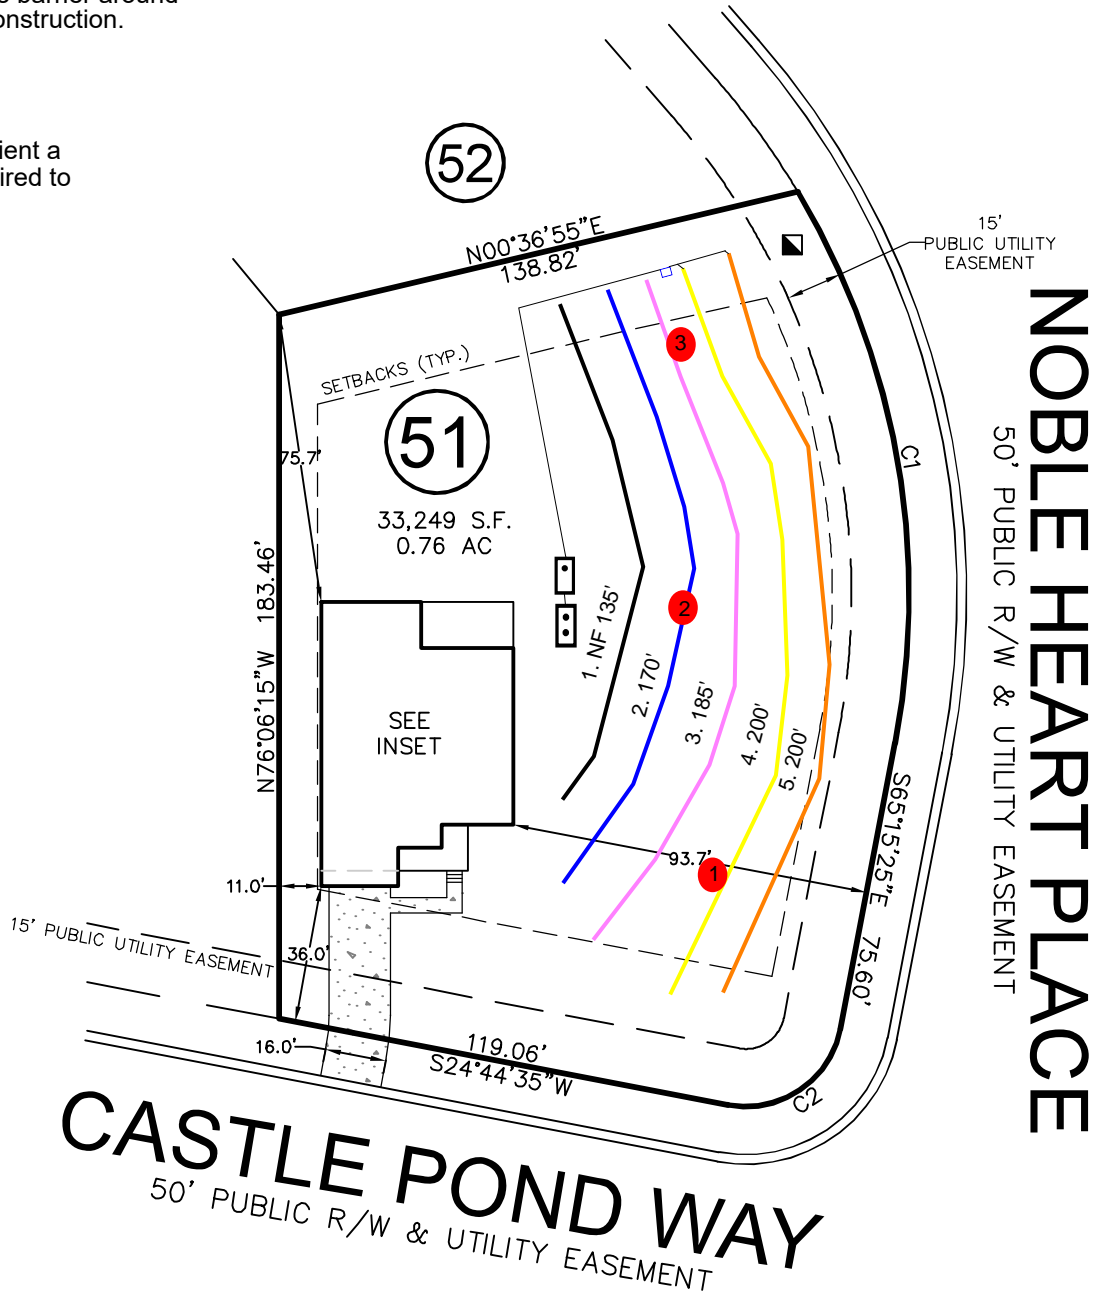 onstruction.
ient a
ired to
52
N00°36'55"E
138.82'
15'
PUBLIC UTILITY
EASEMENT
SETBACKS (TYP.)
51
33,249 S.F.
0.76 AC
75.7'
N76°06'15"W 183.46'
SEE
INSET
1. NF 135'
2. 170'
3. 185'
4. 200'
5. 200'
3
2
1
93.7'
C1
S65°15'25"E 75.60'
NOBLE HEART PLACE
50' PUBLIC R/W & UTILITY EASEMENT
11.0'
36.0'
15' PUBLIC UTILITY EASEMENT
16.0'
119.06'
S24°44'35"W
C2
CASTLE POND WAY
50' PUBLIC R/W & UTILITY EASEMENT